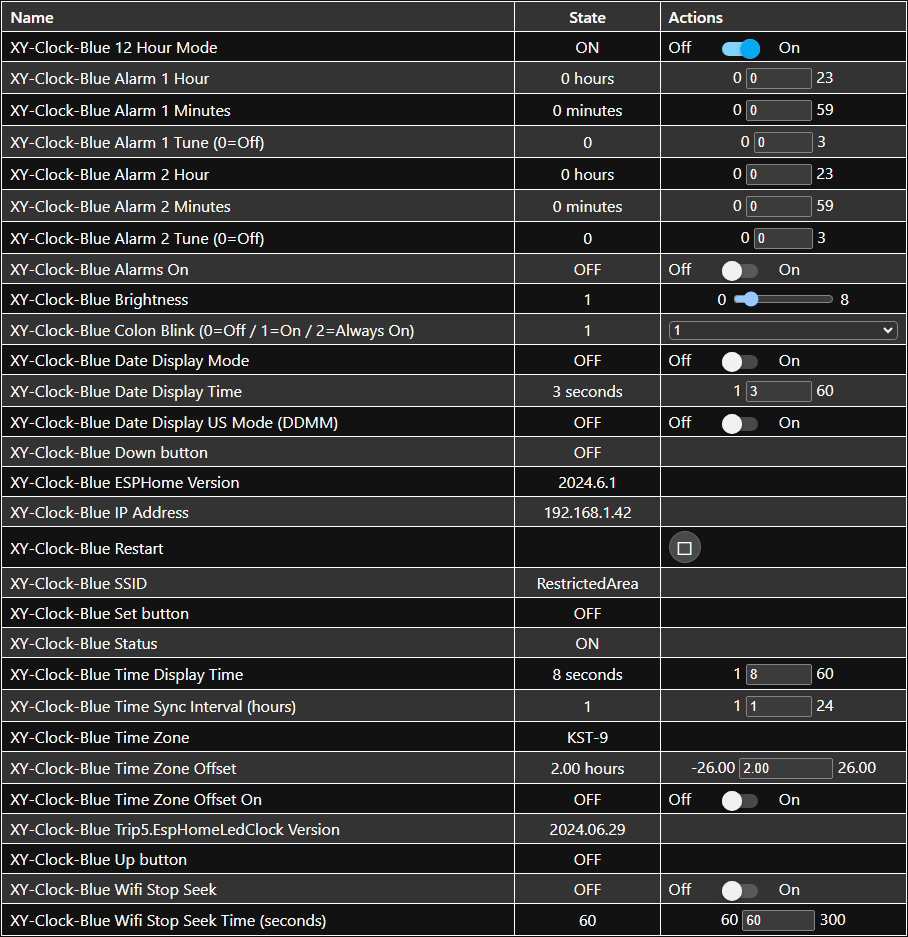 Name State Actions
XY-Clock-Blue 12 Hour Mode ON Off On
XY-Clock-Blue Alarm 1 Hour 0 hours 0 0 23
XY-Clock-Blue Alarm 1 Minutes 0 minutes 0 0 59
XY-Clock-Blue Alarm 1 Tune (0=Off) 0 0 0 3
XY-Clock-Blue Alarm 2 Hour 0 hours 0 0 23
XY-Clock-Blue Alarm 2 Minutes 0 minutes 0 0 59
XY-Clock-Blue Alarm 2 Tune (0=Off) 0 0 0 3
XY-Clock-Blue Alarms On OFF Off On
XY-Clock-Blue Brightness 1 0 8
XY-Clock-Blue Colon Blink (0=Off / 1=On / 2=Always On) 1 1
XY-Clock-Blue Date Display Mode OFF Off On
XY-Clock-Blue Date Display Time 3 seconds 1 3 60
XY-Clock-Blue Date Display US Mode (DDMM) OFF Off On
XY-Clock-Blue Down button OFF
XY-Clock-Blue ESPHome Version 2024.6.1
XY-Clock-Blue IP Address 192.168.1.42
XY-Clock-Blue Restart
XY-Clock-Blue SSID RestrictedArea
XY-Clock-Blue Set button OFF
XY-Clock-Blue Status ON
XY-Clock-Blue Time Display Time 8 seconds 1 8 60
XY-Clock-Blue Time Sync Interval (hours) 1 1 1 24
XY-Clock-Blue Time Zone KST-9
XY-Clock-Blue Time Zone Offset 2.00 hours -26.00 2.00 26.00
XY-Clock-Blue Time Zone Offset On OFF Off On
XY-Clock-Blue Trip5.EspHomeLedClock Version 2024.06.29
XY-Clock-Blue Up button OFF
XY-Clock-Blue Wifi Stop Seek OFF Off On
XY-Clock-Blue Wifi Stop Seek Time (seconds) 60 60 60 300